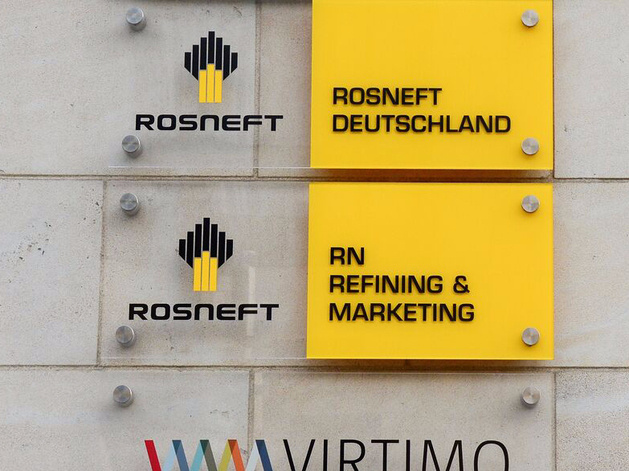 ROSNEFT
ROSNEFT
DEUTSCHLAND
ROSNEFT
RN
REFINING &
MARKETING
VIRTIMO